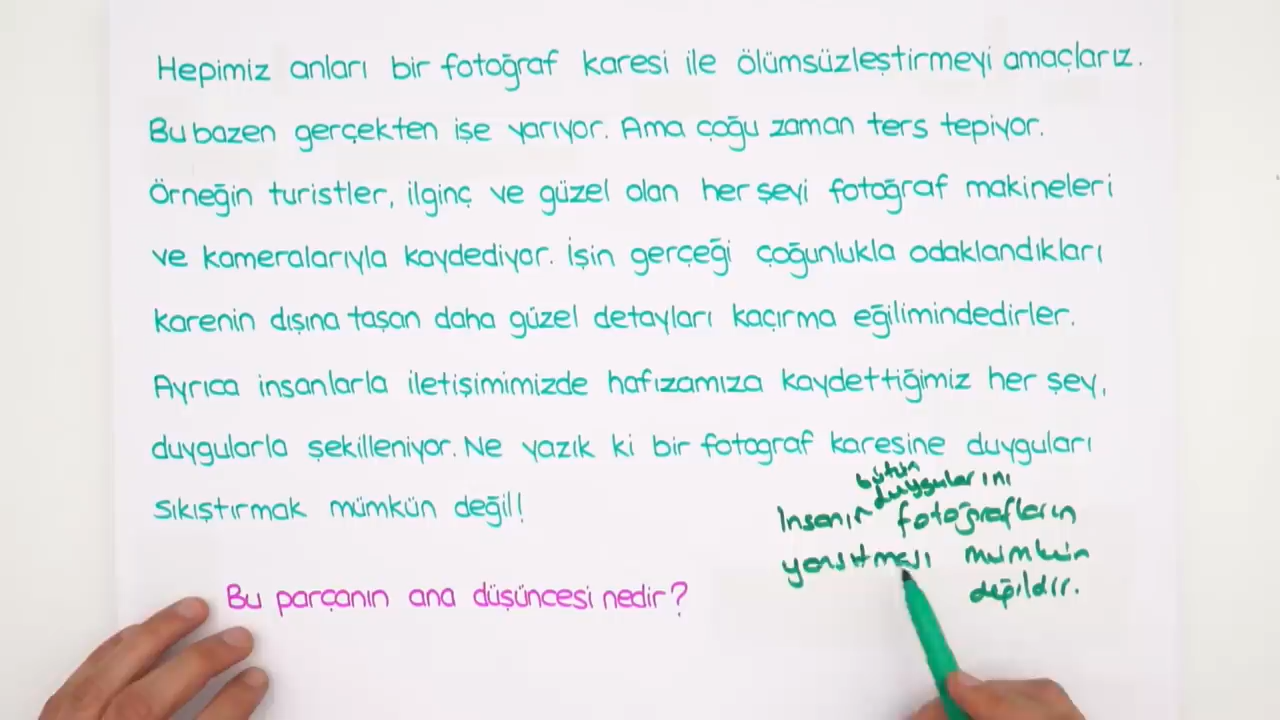 Hepimiz anları bir fotoğraf karesi ile ölümsüzleştirmeyi amaçlarız.
Bu bazen gerçekten işe yarıyor. Ama çoğu zaman ters tepiyor.
Örneğin turistler, ilginç ve güzel olan her şeyi fotoğraf makineleri
ve kameralarıyla kaydediyor. İşin gerçeği çoğunlukla odaklandıkları
karenin dışına taşan daha güzel detayları kaçırma eğilimindedirler.
Ayrıca insanlarla iletişimimizde hafızamıza kaydettiğimiz her şey,
duygularla şekilleniyor. Ne yazık ki bir fotograf karesine duyguları
sıkıştırmak mümkün değil!
bütün
duygularını
İnsanın fotoğrafların
yansıtması mümkün
değildir.
Bu parçanın ana düşüncesi nedir?